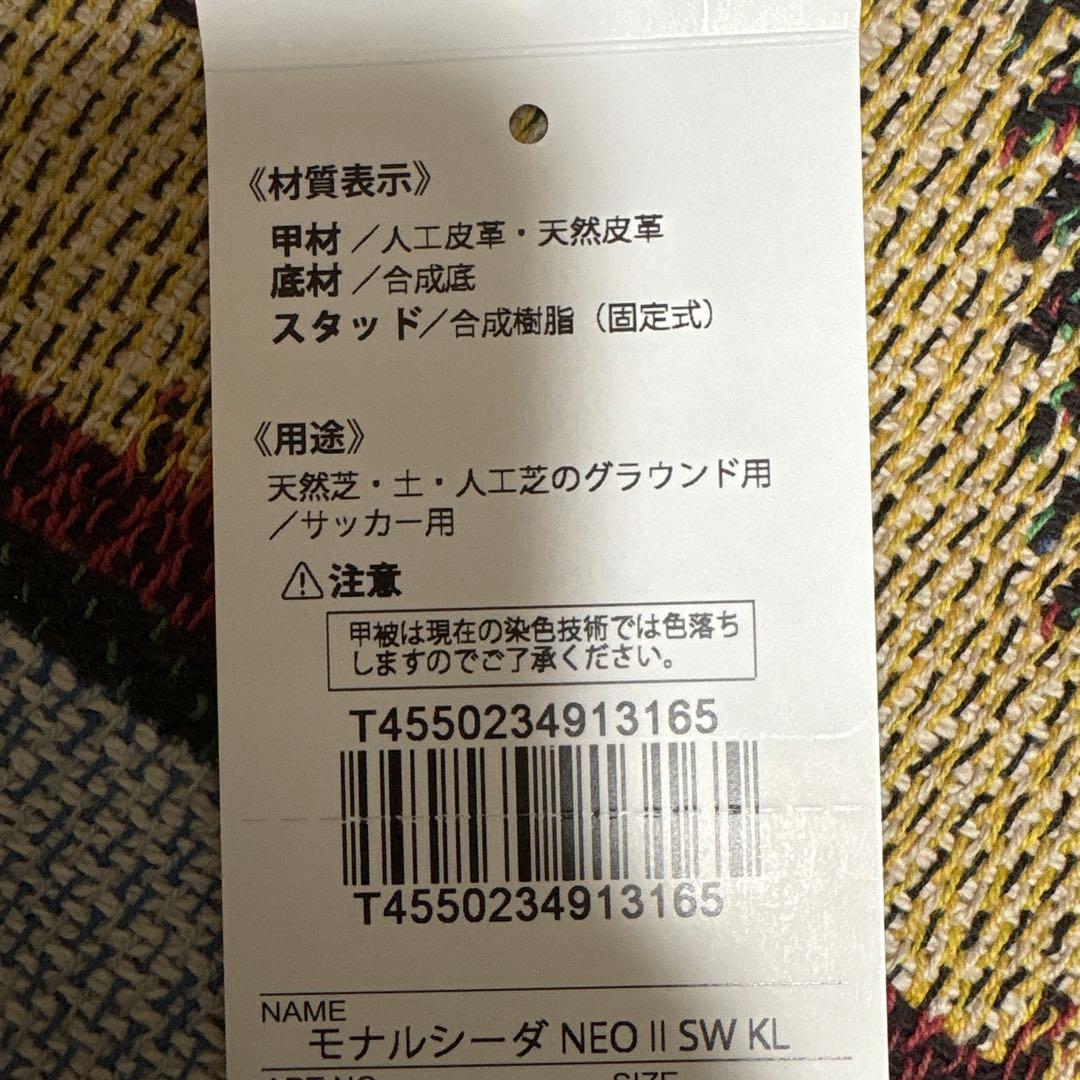 《材質表示》
甲材／人工皮革・天然皮革
底材／合成底
スタッド／合成樹脂（固定式）
《用途》
天然芝・土・人工芝のグラウンド用
／サッカー用
⚠注意
甲被は現在の染色技術では色落ち
しますのでご了承ください。
T4550234913165
T4550234913165
NAME
モナルシーダ NEO II SW KL